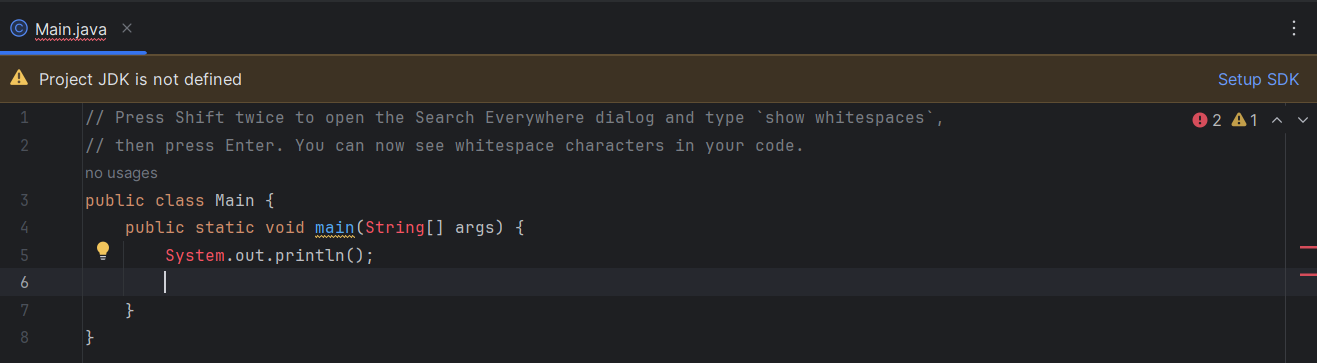 Main.java
Project JDK is not defined Setup SDK
1 // Press Shift twice to open the Search Everywhere dialog and type `show whitespaces`, 2 1
2 // then press Enter. You can now see whitespace characters in your code.
no usages
3 public class Main {
4     public static void main(String[] args) {
5         System.out.println();
6
7     }
8 }